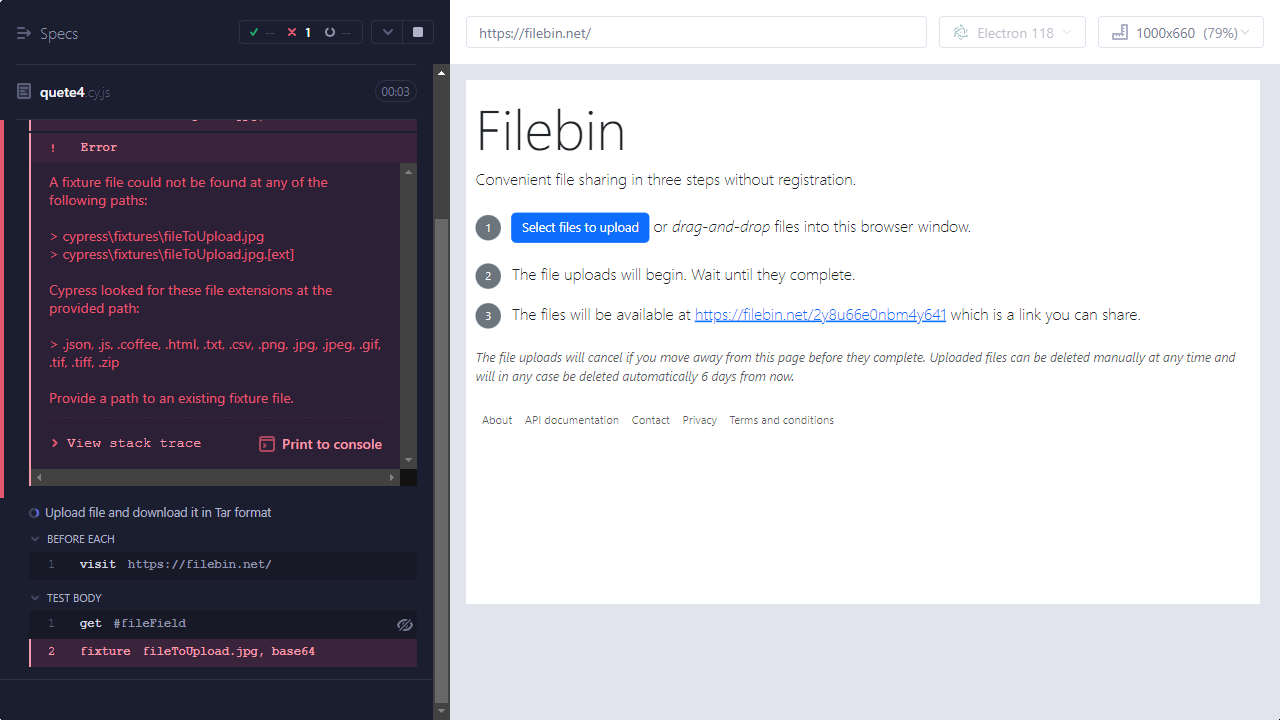 Specs
-- 1 --
quete4.cy.js
00:03
! Error
A fixture file could not be found at any of the
following paths:
> cypress\fixtures\fileToUpload.jpg
> cypress\fixtures\fileToUpload.jpg.[ext]
Cypress looked for these file extensions at the
provided path:
> .json, .js, .coffee, .html, .txt, .csv, .png, .jpg, .jpeg, .gif,
.tif, .tiff, .zip
Provide a path to an existing fixture file.
> View stack trace
Print to console
Upload file and download it in Tar format
BEFORE EACH
1 visit https://filebin.net/
TEST BODY
1 get #fileField
2 fixture fileToUpload.jpg, base64
https://filebin.net/
Electron 118
1000x660 (79%)
Filebin
Convenient file sharing in three steps without registration.
1 Select files to upload or drag-and-drop files into this browser window.
2 The file uploads will begin. Wait until they complete.
3 The files will be available at https://filebin.net/2y8u66e0nbm4y641 which is a link you can share.
The file uploads will cancel if you move away from this page before they complete. Uploaded files can be deleted manually at any time and
will in any case be deleted automatically 6 days from now.
About API documentation Contact Privacy Terms and conditions